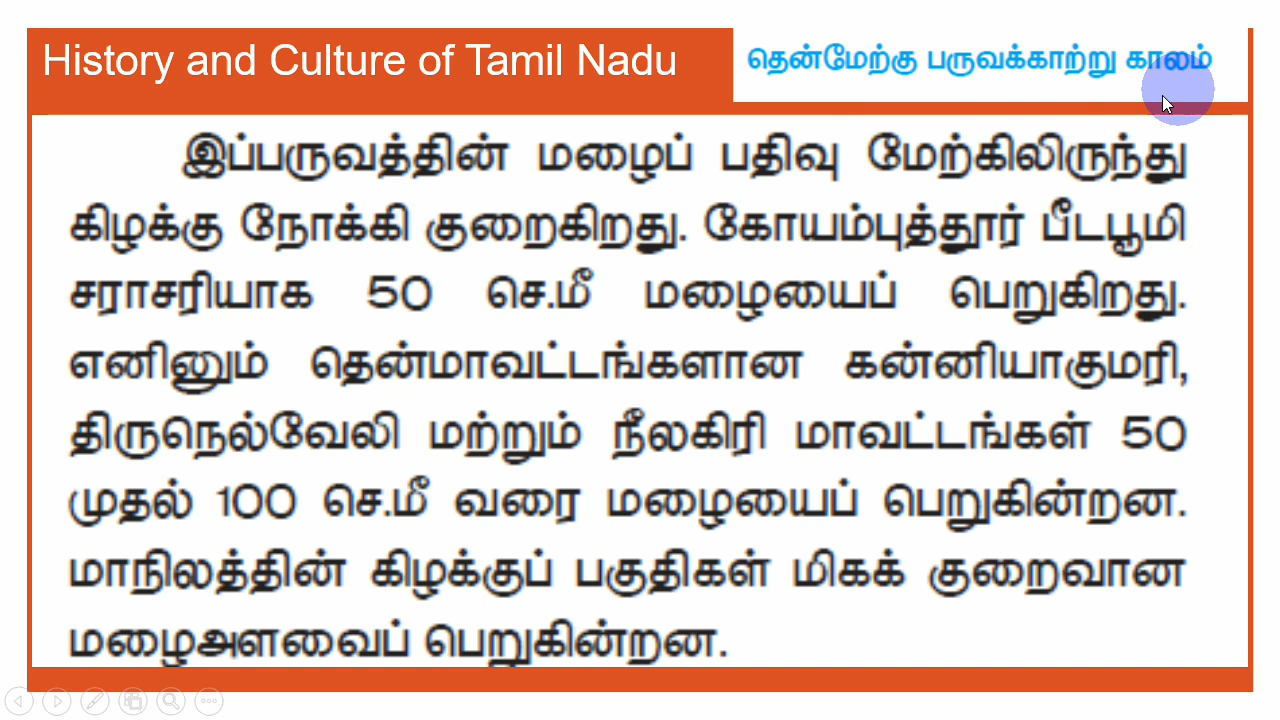 History and Culture of Tamil Nadu
தென்மேற்கு பருவக்காற்று காலம்
இப்பருவத்தின் மழைப் பதிவு மேற்கிலிருந்து
கிழக்கு நோக்கி குறைகிறது. கோயம்புத்தூர் பீடபூமி
சராசரியாக 50 செ.மீ மழையைப் பெறுகிறது.
எனினும் தென்மாவட்டங்களான கன்னியாகுமரி,
திருநெல்வேலி மற்றும் நீலகிரி மாவட்டங்கள் 50
முதல் 100 செ.மீ வரை மழையைப் பெறுகின்றன.
மாநிலத்தின் கிழக்குப் பகுதிகள் மிகக் குறைவான
மழைஅளவைப் பெறுகின்றன.